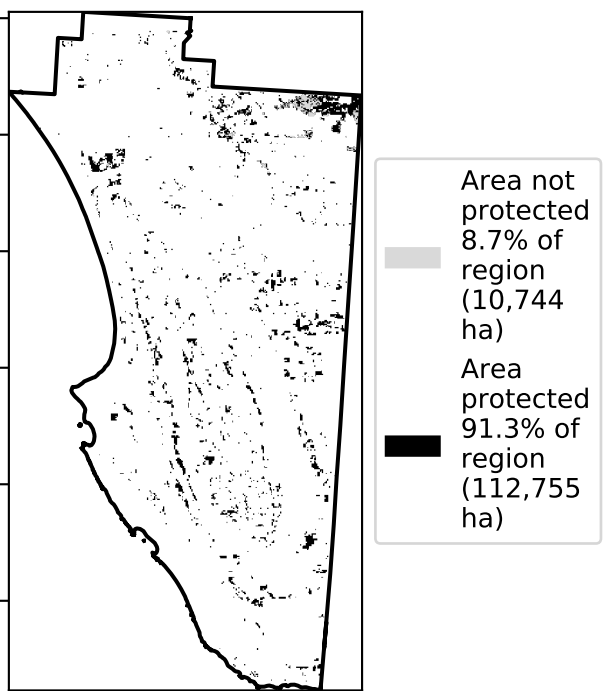 Area not
protected
8.7% of
region
(10,744
ha)
Area
protected
91.3% of
region
(112,755
ha)